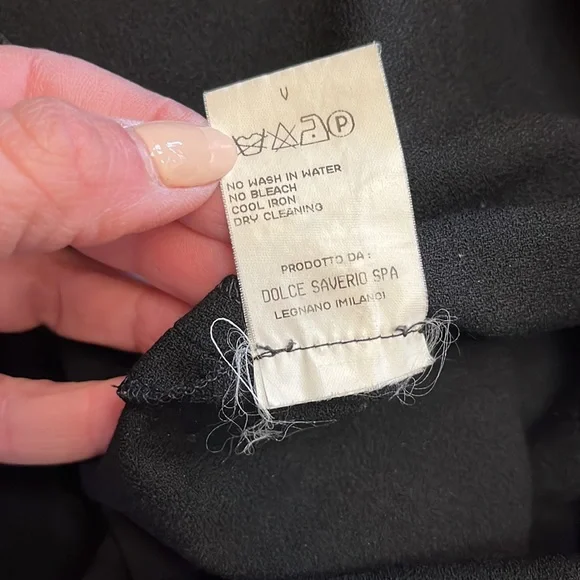 V
P
NO WASH IN WATER
NO BLEACH
COOL IRON
DRY CLEANING
PRODOTTO DA :
DOLCE SAVERIO SPA
LEGNANO (MILANO)